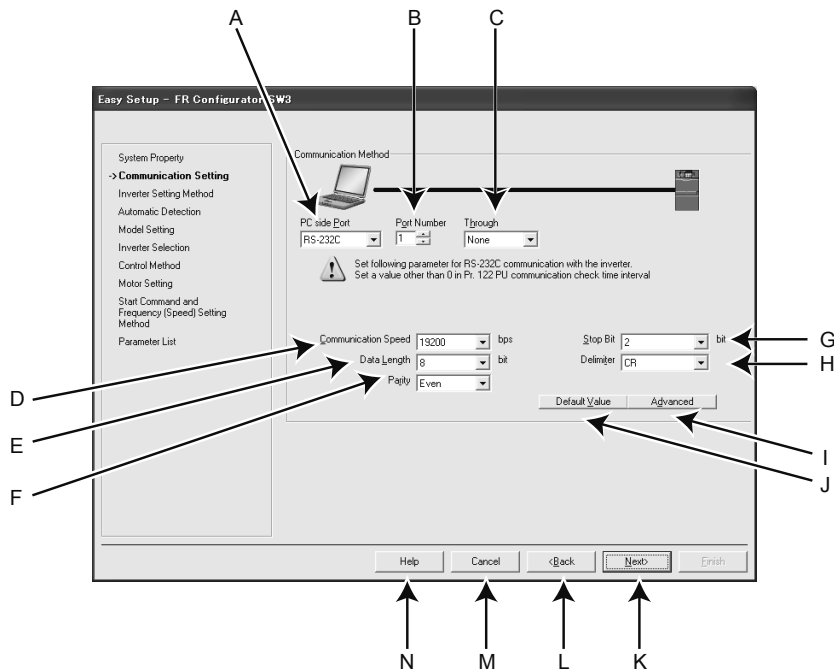 A
B
C
Easy Setup - FR Configurator SW3
System Property
-> Communication Setting
Inverter Setting Method
Automatic Detection
Model Setting
Inverter Selection
Control Method
Motor Setting
Start Command and
Frequency (Speed) Setting
Method
Parameter List
Communication Method
PC side Port
Port Number
Through
RS-232C
1
None
Set following parameter for RS-232C communication with the inverter.
Set a value other than 0 in Pr. 122 PU communication check time interval
Communication Speed 19200 bps
Stop Bit 2 bit
Data Length 8 bit
Delimiter CR
Parity Even
Default Value
Advanced
D
E
F
G
H
I
J
Help
Cancel
<Back
Next>
Finish
N
M
L
K